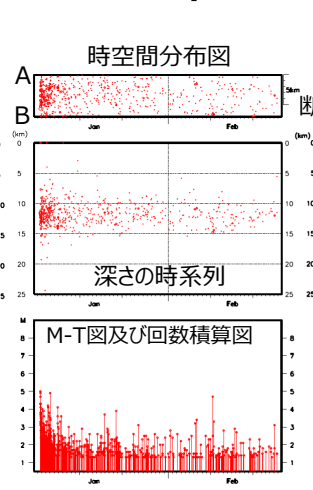 時空間分布図
A
5km
断
B
Jan Feb
(km) (km)
0 0
5 5
10 10
15 15
20 20
25 25
深さの時系列
Jan Feb
M
M-T図及び回数積算図
8 8
7 7
6 6
5 5
4 4
3 3
2 2
1 1
Jan Feb